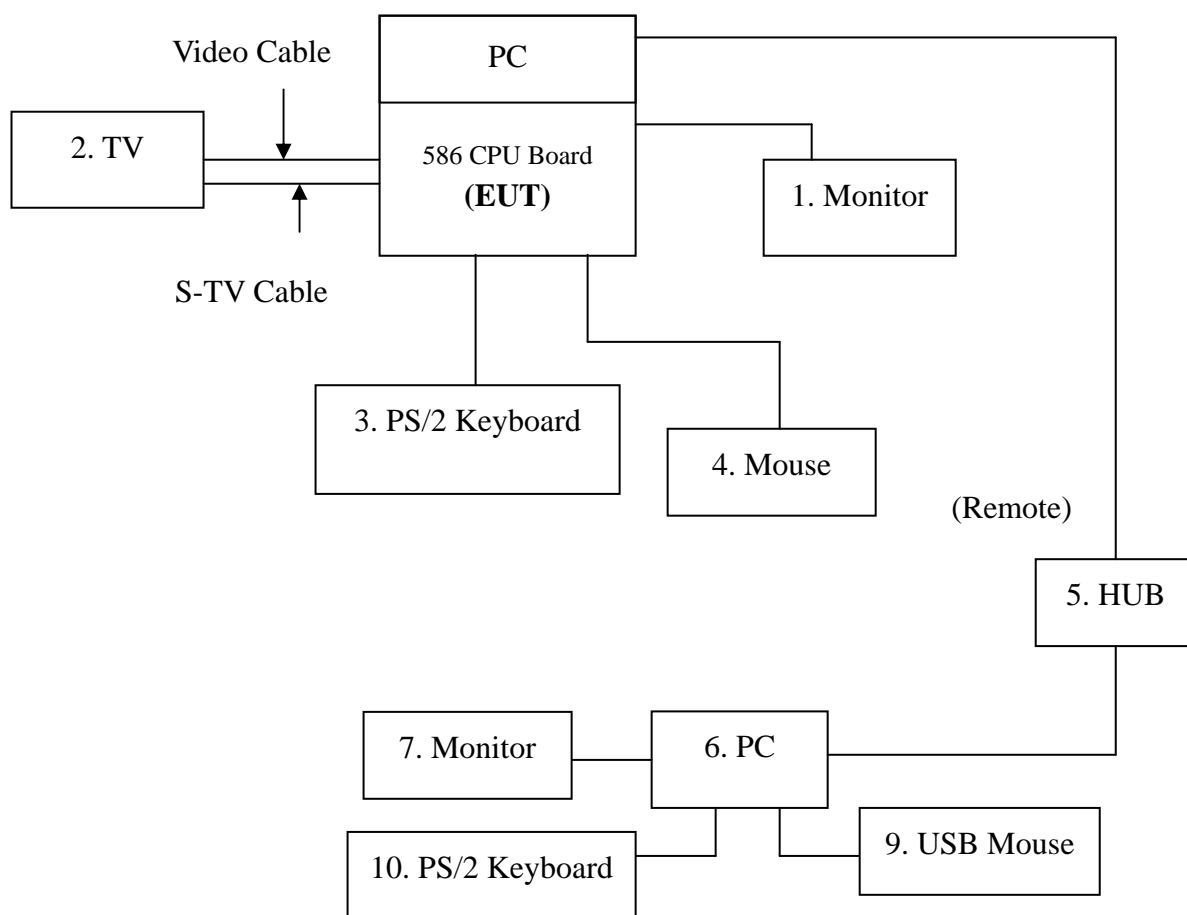 Video Cable
PC
2. TV
586 CPU Board
(EUT)
1. Monitor
S-TV Cable
3. PS/2 Keyboard
4. Mouse
(Remote)
5. HUB
7. Monitor
6. PC
10. PS/2 Keyboard
9. USB Mouse